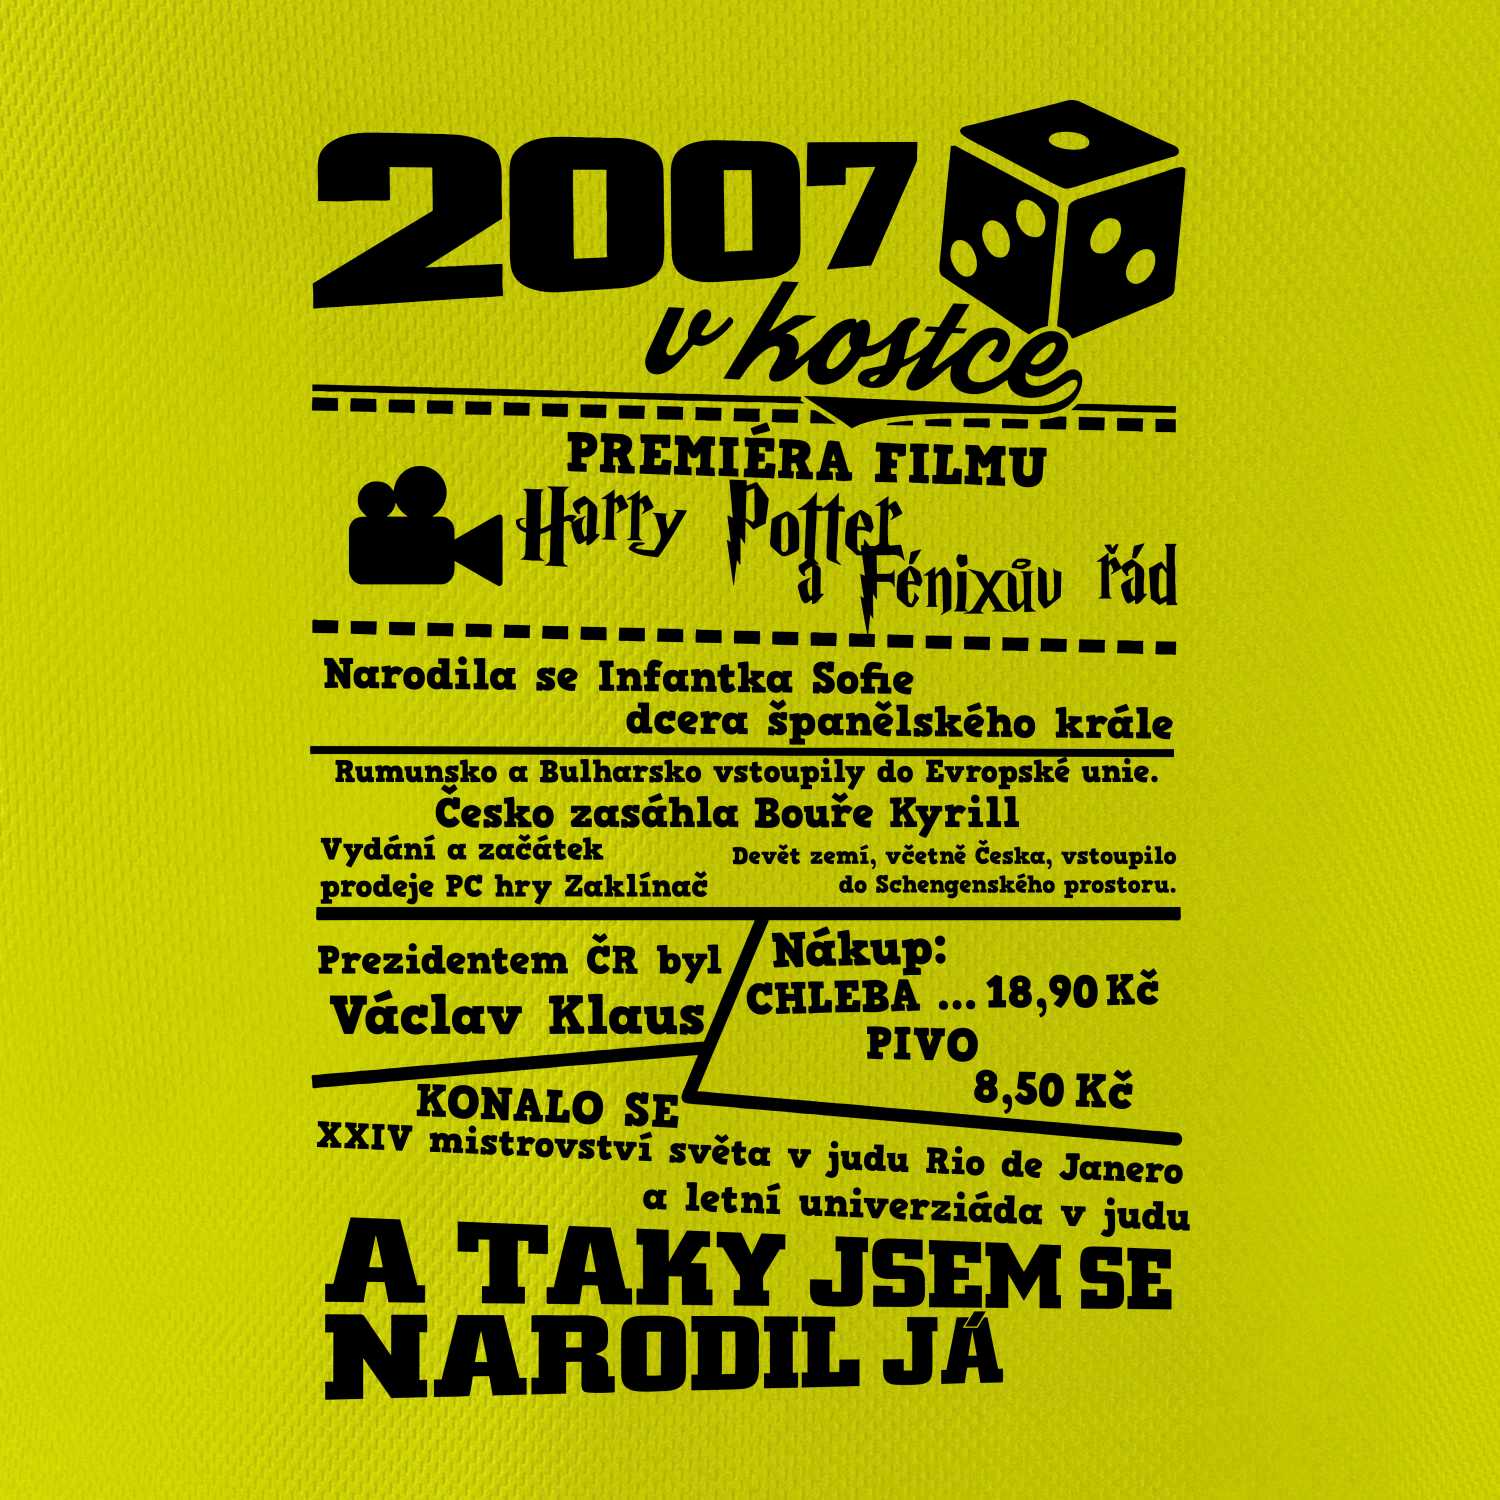 2007
v kostce
PREMIÉRA FILMU
Harry Potter
a Fénixův řád
Narodila se Infantka Sofie
dcera španělského krále
Rumunsko a Bulharsko vstoupily do Evropské unie.
Česko zasáhla Bouře Kyrill
Vydání a začátek
prodeje PC hry Zaklínač
Devět zemí, včetně Česka, vstoupilo
do Schengenského prostoru.
Prezidentem ČR byl
Václav Klaus
Nákup:
CHLEBA ... 18,90 Kč
PIVO
8,50 Kč
KONALO SE
XXIV mistrovství světa v judu Rio de Janero
a letní univerziáda v judu
A TAKY JSEM SE
NARODIL JÁ